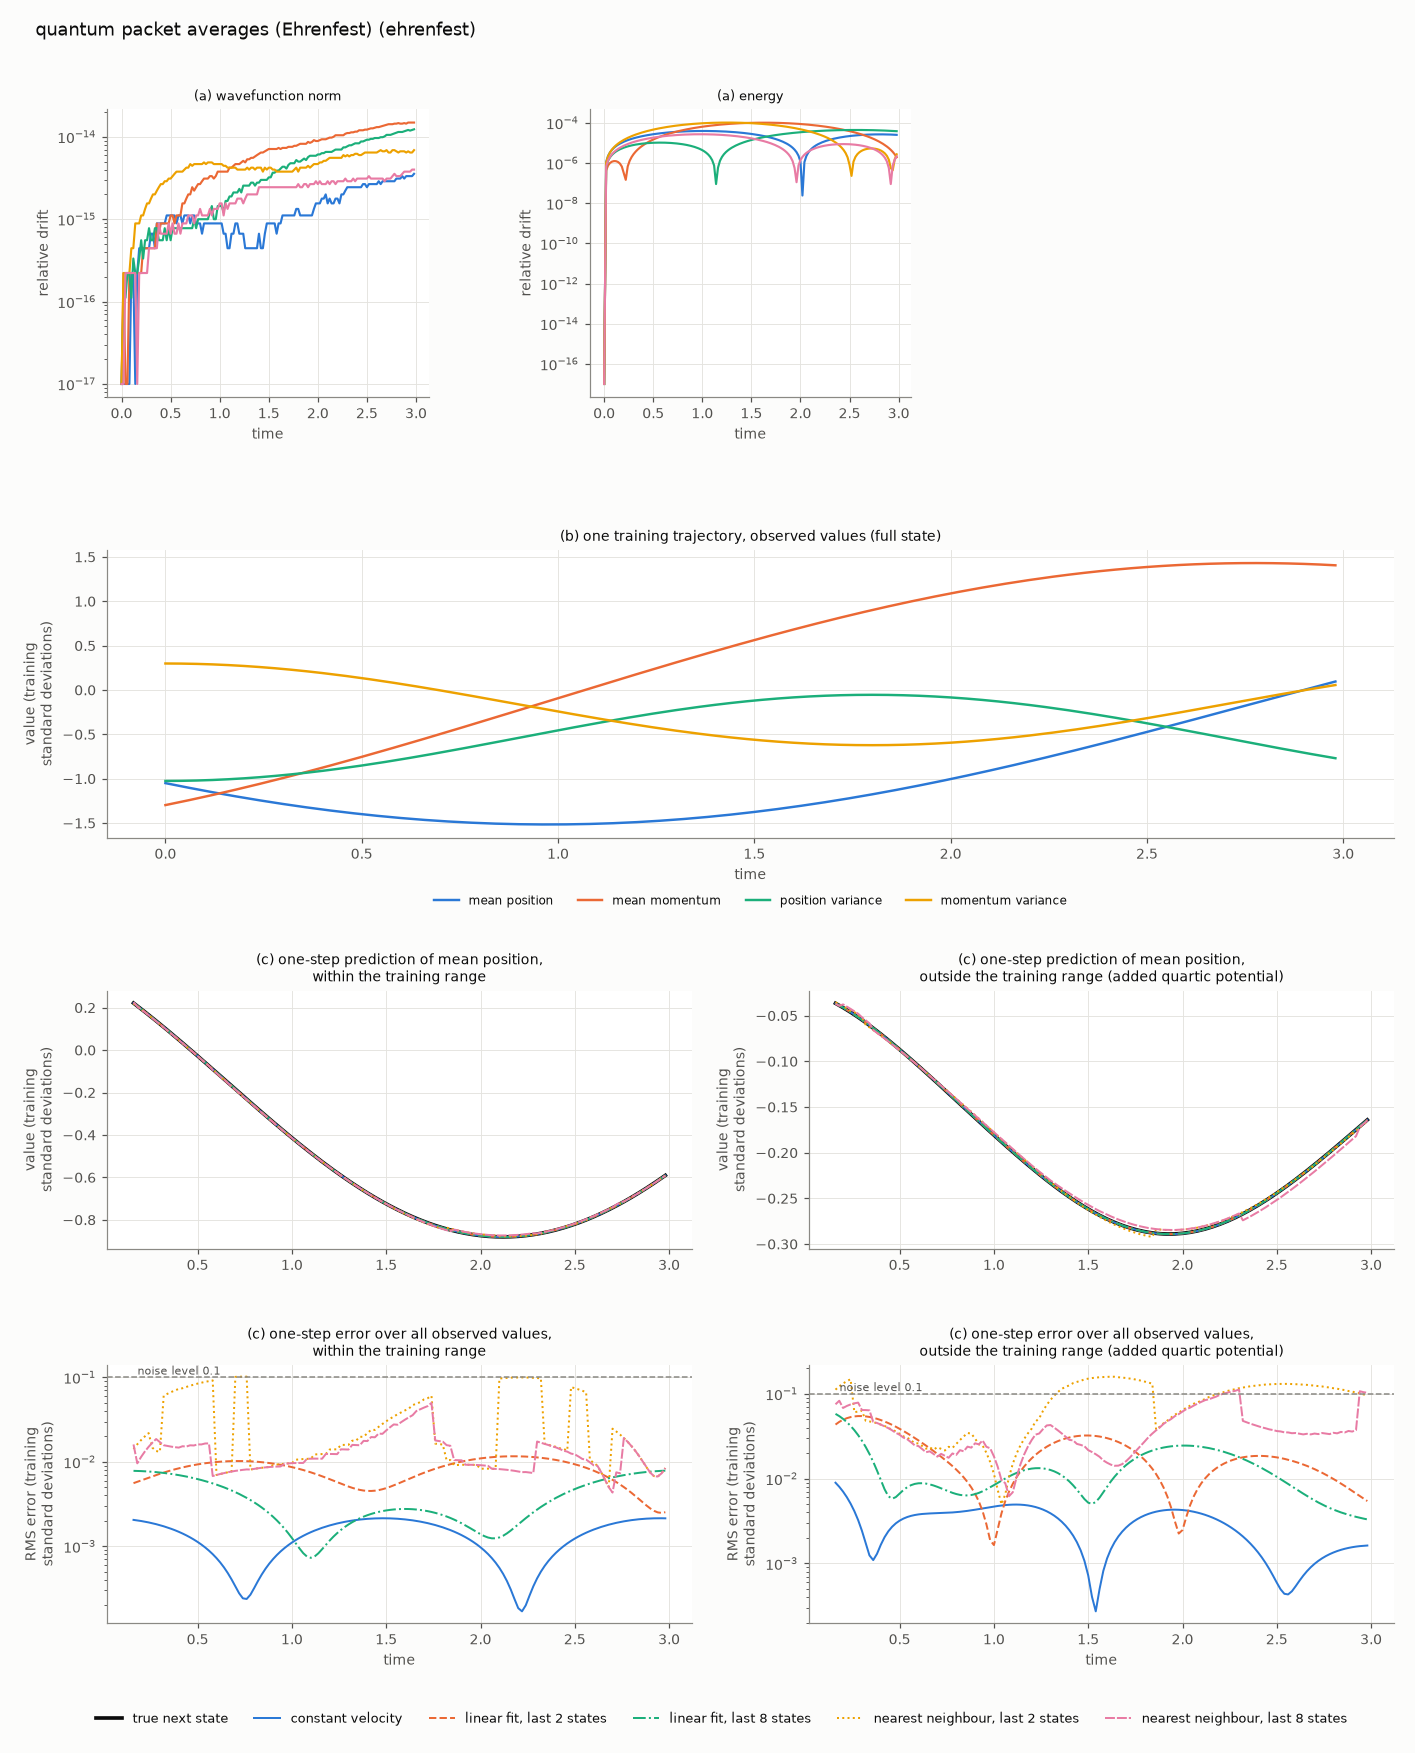 quantum packet averages (Ehrenfest) (ehrenfest)
(a) wavefunction norm
relative drift
10⁻¹⁴
10⁻¹⁵
10⁻¹⁶
10⁻¹⁷
0.0 0.5 1.0 1.5 2.0 2.5 3.0
time
(a) energy
relative drift
10⁻⁴
10⁻⁶
10⁻⁸
10⁻¹⁰
10⁻¹²
10⁻¹⁴
10⁻¹⁶
0.0 0.5 1.0 1.5 2.0 2.5 3.0
time
(b) one training trajectory, observed values (full state)
value (training
standard deviations)
1.5
1.0
0.5
0.0
−0.5
−1.0
−1.5
0.0 0.5 1.0 1.5 2.0 2.5 3.0
time
mean position mean momentum position variance momentum variance
(c) one-step prediction of mean position,
within the training range
value (training
standard deviations)
0.2
0.0
−0.2
−0.4
−0.6
−0.8
0.5 1.0 1.5 2.0 2.5 3.0
(c) one-step prediction of mean position,
outside the training range (added quartic potential)
value (training
standard deviations)
−0.05
−0.10
−0.15
−0.20
−0.25
−0.30
0.5 1.0 1.5 2.0 2.5 3.0
(c) one-step error over all observed values,
within the training range
RMS error (training
standard deviations)
noise level 0.1
10⁻¹
10⁻²
10⁻³
0.5 1.0 1.5 2.0 2.5 3.0
time
(c) one-step error over all observed values,
outside the training range (added quartic potential)
RMS error (training
standard deviations)
noise level 0.1
10⁻¹
10⁻²
10⁻³
0.5 1.0 1.5 2.0 2.5 3.0
time
true next state constant velocity linear fit, last 2 states linear fit, last 8 states nearest neighbour, last 2 states nearest neighbour, last 8 states